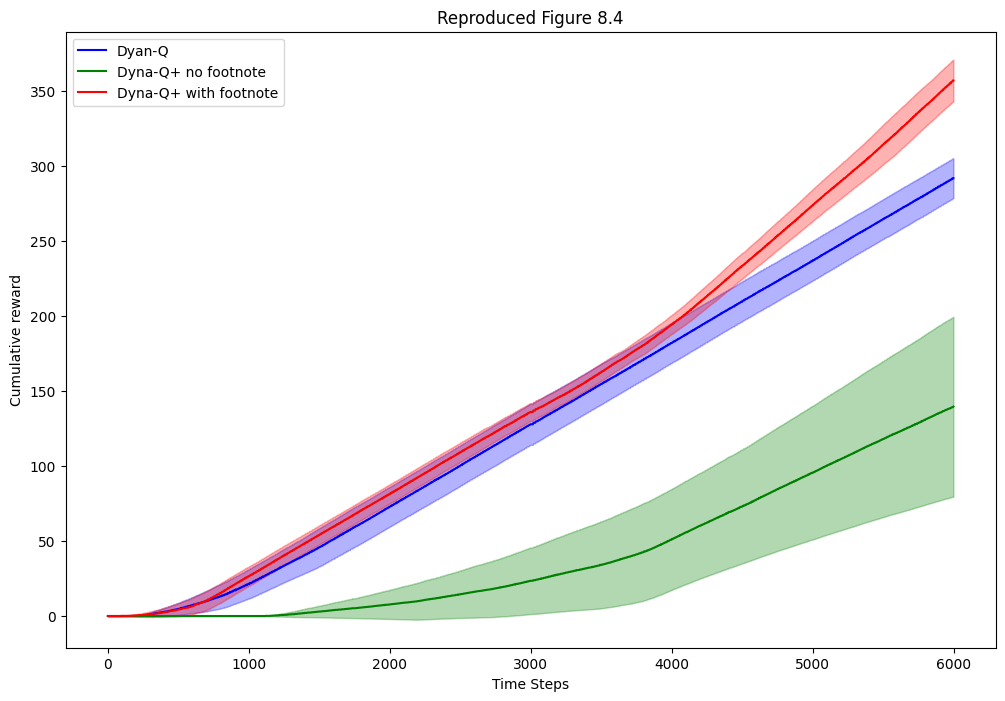 Reproduced Figure 8.4
Dyan-Q
Dyna-Q+ no footnote
Dyna-Q+ with footnote
Cumulative reward
350
300
250
200
150
100
50
0
0 1000 2000 3000 4000 5000 6000
Time Steps